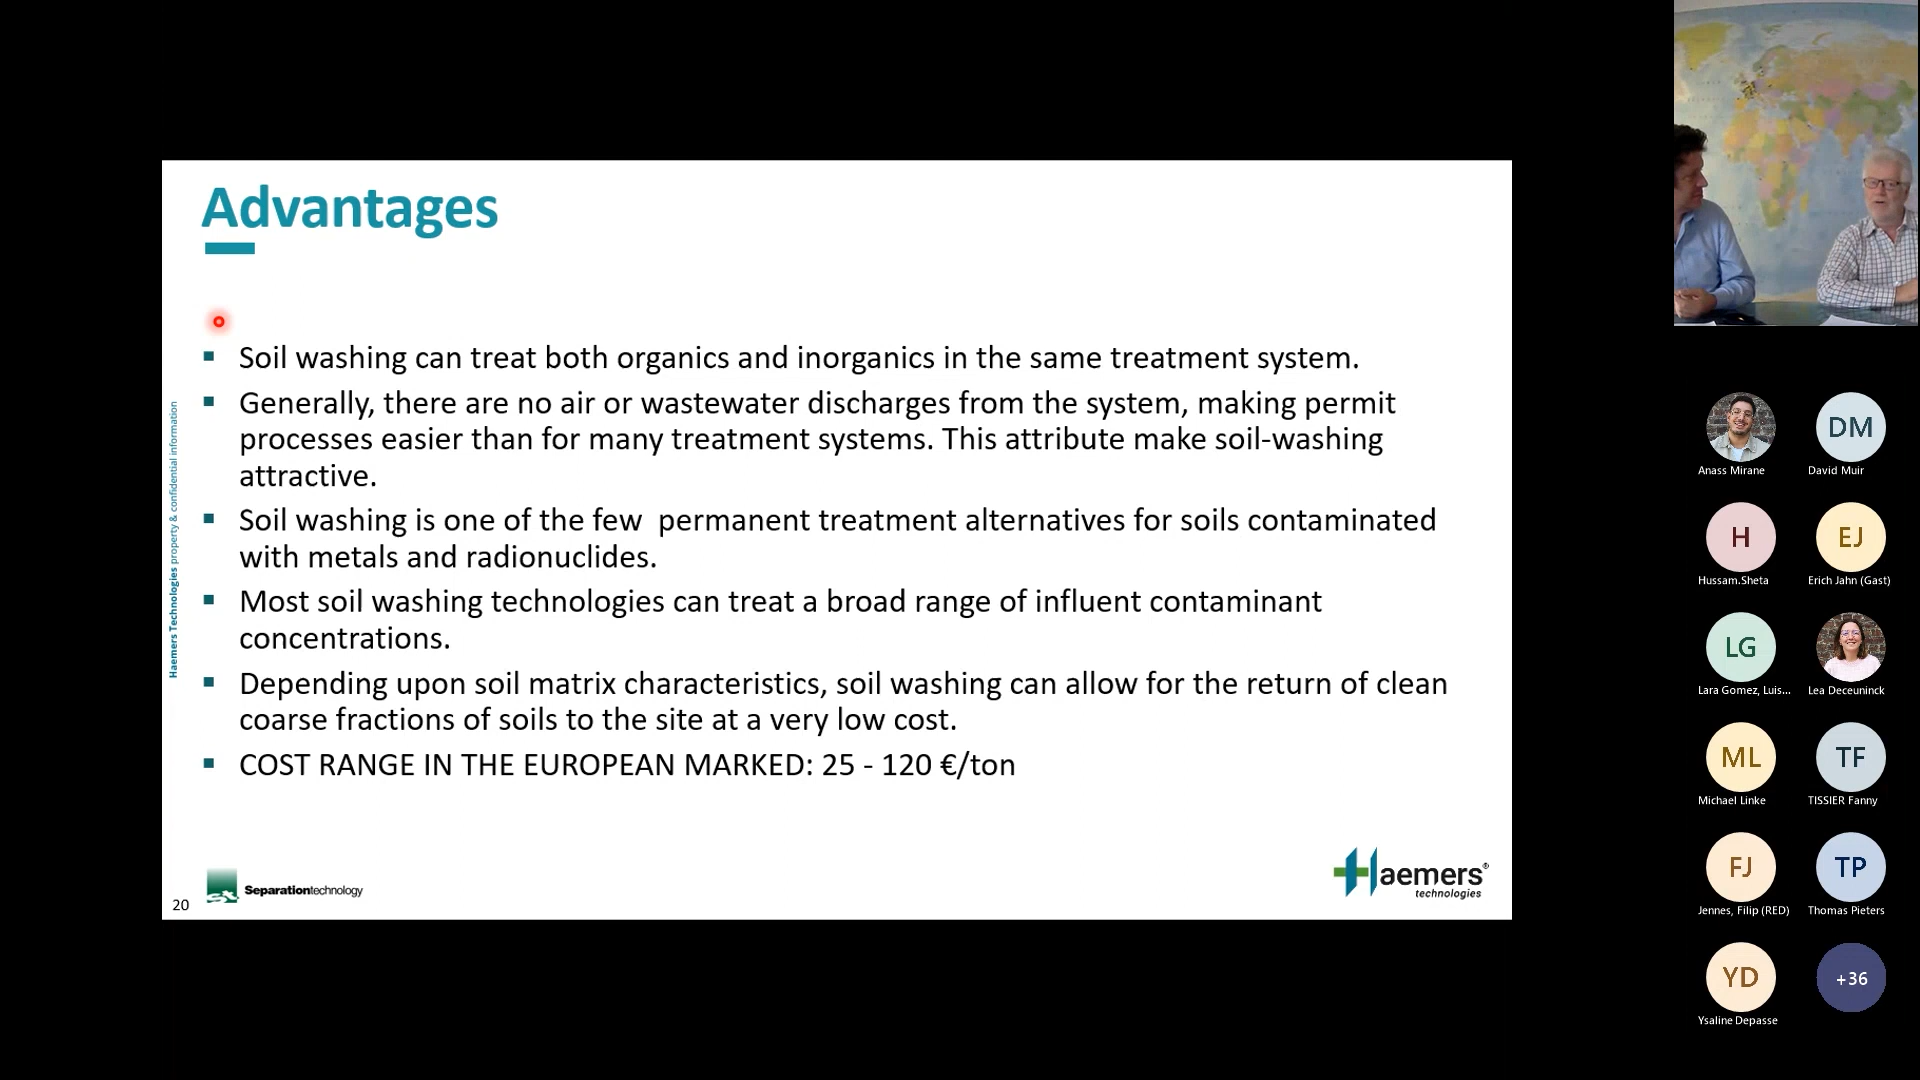 Advantages
Soil washing can treat both organics and inorganics in the same treatment system.
Generally, there are no air or wastewater discharges from the system, making permit
processes easier than for many treatment systems. This attribute make soil-washing
attractive.
Soil washing is one of the few  permanent treatment alternatives for soils contaminated
with metals and radionuclides.
Most soil washing technologies can treat a broad range of influent contaminant
concentrations.
Depending upon soil matrix characteristics, soil washing can allow for the return of clean
coarse fractions of soils to the site at a very low cost.
COST RANGE IN THE EUROPEAN MARKED: 25 - 120 €/ton
Haemers Technologies property & confidential information
20
st Separationtechnology
Haemers®
technologies
Anass Mirane
DM
David Muir
H
Hussam.Sheta
EJ
Erich Jahn (Gast)
LG
Lara Gomez, Luis...
Lea Deceuninck
ML
Michael Linke
TF
TISSIER Fanny
FJ
Jennes, Filip (RED)
TP
Thomas Pieters
YD
Ysaline Depasse
+36